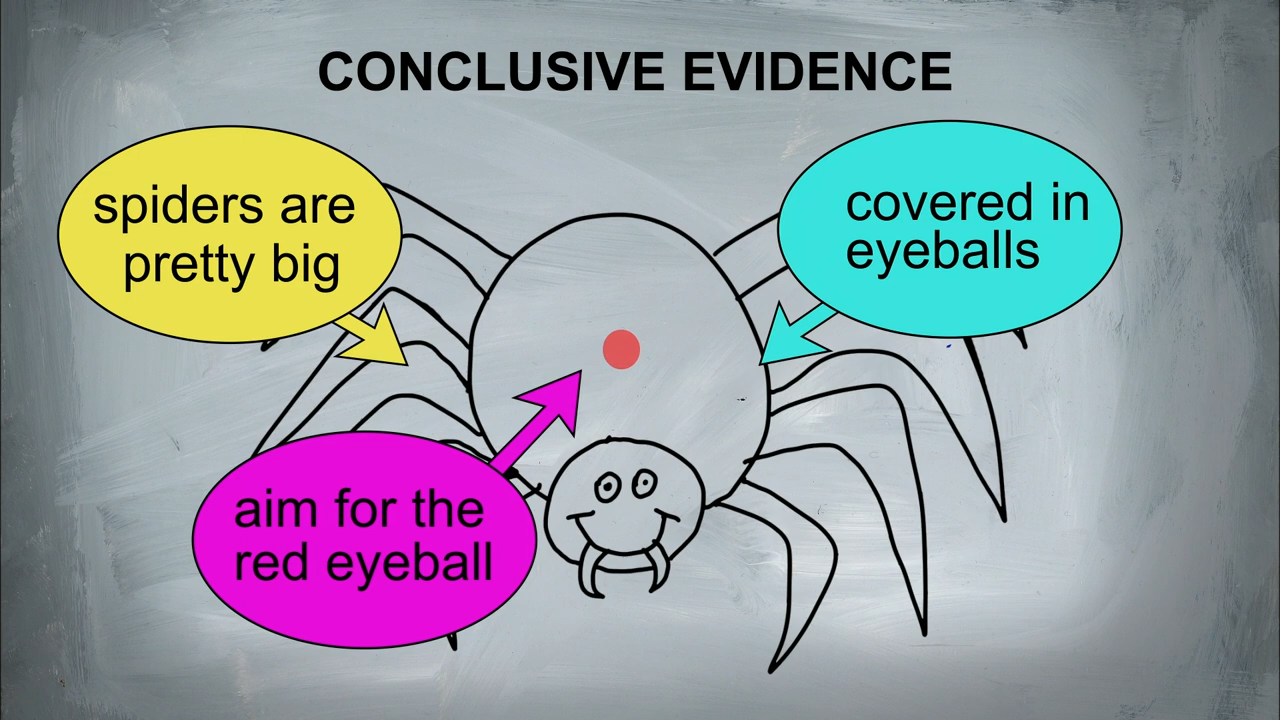 CONCLUSIVE EVIDENCE
spiders are
pretty big
covered in
eyeballs
aim for the
red eyeball